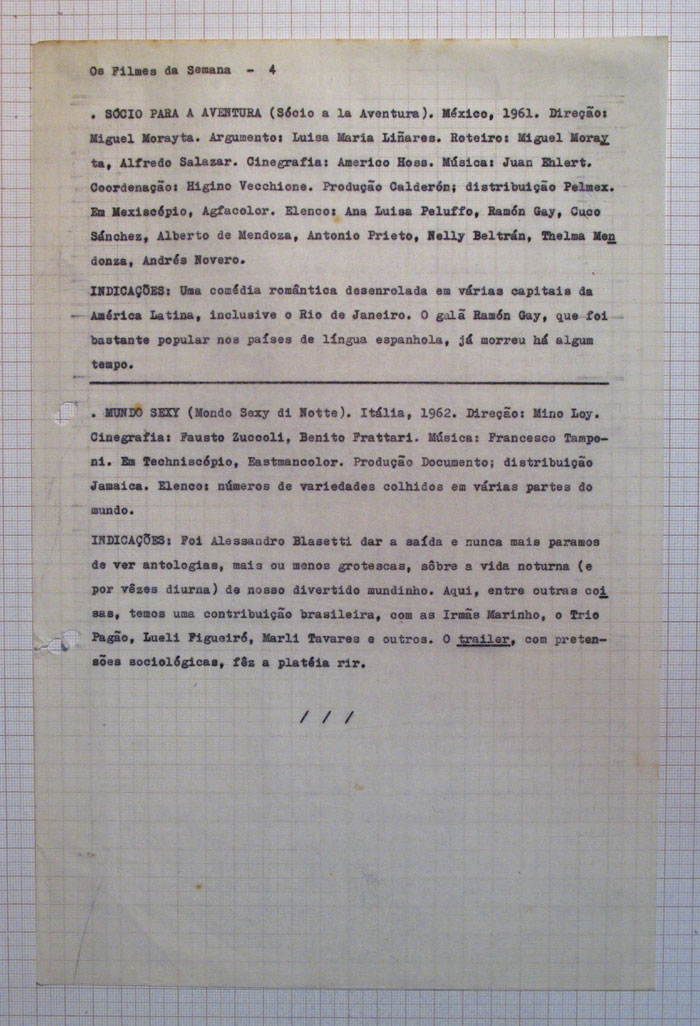 Os Filmes da Semana - 4
. SÓCIO PARA A AVENTURA (Sócio a la Aventura). México, 1961. Direção:
Miguel Morayta. Argumento: Luisa Maria Liñares. Roteiro: Miguel Moray
ta, Alfredo Salazar. Cinegrafia: Americo Hoss. Música: Juan Ehlert.
Coordenação: Higino Vecchione. Produção Calderón; distribuição Pelmex.
Em Mexiscópio, Agfacolor. Elenco: Ana Luisa Peluffo, Ramón Gay, Cuco
Sánchez, Alberto de Mendoza, Antonio Prieto, Nelly Beltrán, Thelma Men
donza, Andrés Novero.
INDICAÇÕES: Uma comédia romântica desenrolada em várias capitais da
América Latina, inclusive o Rio de Janeiro. O galã Ramón Gay, que foi
bastante popular nos países de língua espanhola, já morreu há algum
tempo.
. MUNDO SEXY (Mondo Sexy di Notte). Itália, 1962. Direção: Mino Loy.
Cinegrafia: Fausto Zuccoli, Benito Frattari. Música: Francesco Tampo-
ni. Em Techniscópio, Eastmancolor. Produção Documento; distribuição
Jamaica. Elenco: números de variedades colhidos em várias partes do
mundo.
INDICAÇÕES: Foi Alessandro Blasetti dar a saída e nunca mais paramos
de ver antologias, mais ou menos grotescas, sôbre a vida noturna (e
por vêzes diurna) de nosso divertido mundinho. Aqui, entre outras coi
sas, temos uma contribuição brasileira, com as Irmãs Marinho, o Trio
Pagão, Lueli Figueiró, Marli Tavares e outros. O trailer, com preten-
sões sociológicas, fêz a platéia rir.
/ / /